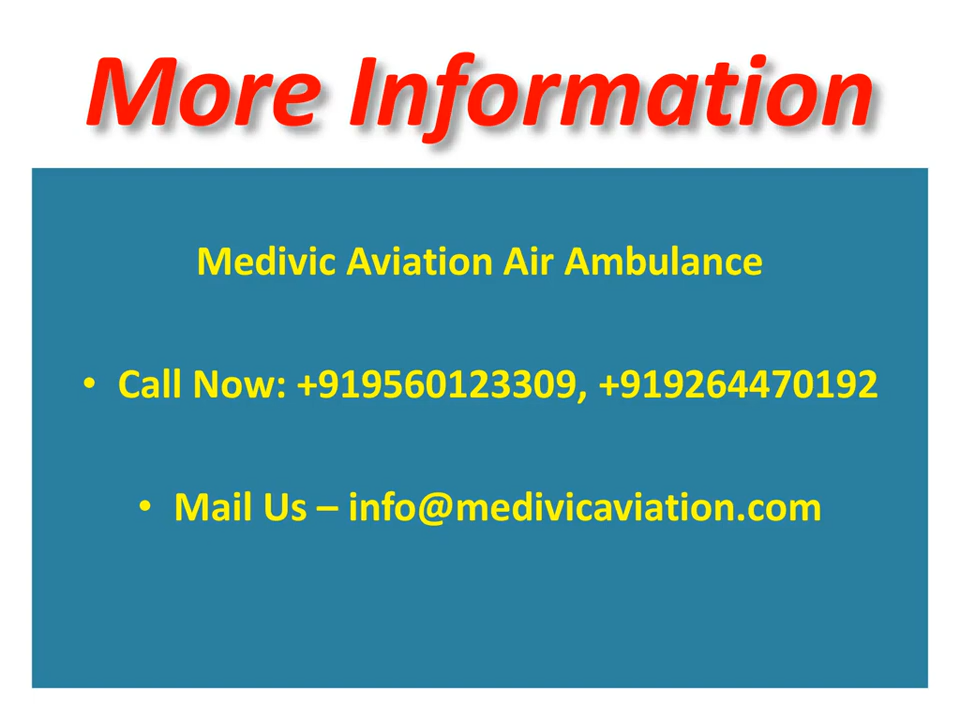 More Information
Medivic Aviation Air Ambulance
• Call Now: +919560123309, +919264470192
• Mail Us – info@medivicaviation.com